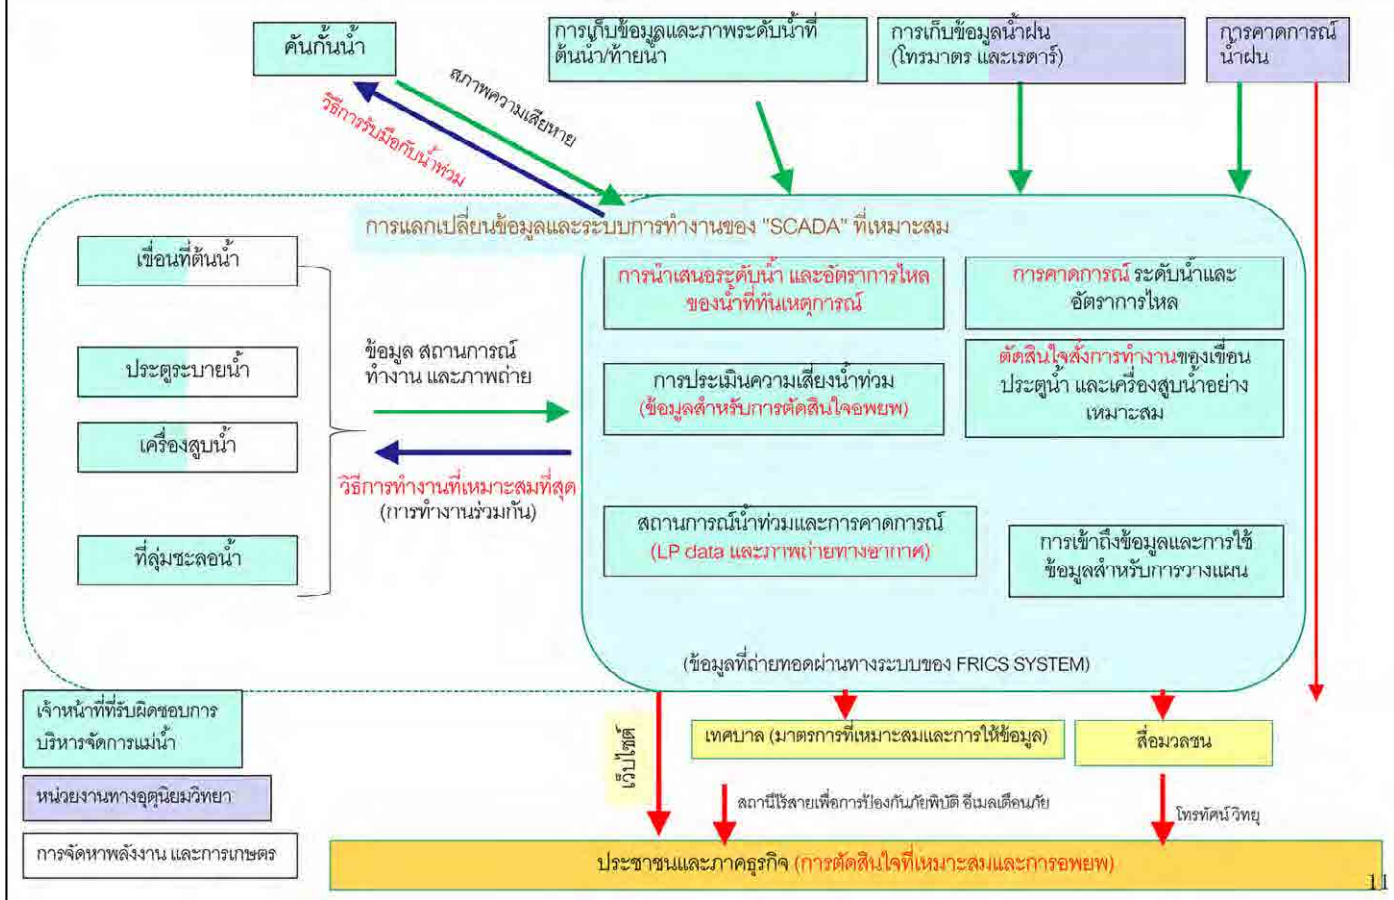 คันกั้นน้ำ
การเก็บข้อมูลและภาพระดับน้ำที่
ต้นน้ำ/ท้ายน้ำ
การเก็บข้อมูลน้ำฝน
(โทรมาตร และเรดาร์)
การคาดการณ์
น้ำฝน
สภาพความเสียหาย
วิธีการรับมือกับน้ำท่วม
การแลกเปลี่ยนข้อมูลและระบบการทำงานของ "SCADA" ที่เหมาะสม
เขื่อนที่ต้นน้ำ
ประตูระบายน้ำ
เครื่องสูบน้ำ
ที่ลุ่มชะลอน้ำ
ข้อมูล สถานการณ์
ทำงาน และภาพถ่าย
วิธีการทำงานที่เหมาะสมที่สุด
(การทำงานร่วมกัน)
การนำเสนอระดับน้ำ และอัตราการไหล
ของน้ำที่ทันเหตุการณ์
การคาดการณ์ ระดับน้ำและ
อัตราการไหล
การประเมินความเสี่ยงน้ำท่วม
(ข้อมูลสำหรับการตัดสินใจอพยพ)
ตัดสินใจสั่งการทำงานของเขื่อน
ประตูน้ำ และเครื่องสูบน้ำอย่าง
เหมาะสม
สถานการณ์น้ำท่วมและการคาดการณ์
(LP data และภาพถ่ายทางอากาศ)
การเข้าถึงข้อมูลและการใช้
ข้อมูลสำหรับการวางแผน
(ข้อมูลที่ถ่ายทอดผ่านทางระบบของ FRICS SYSTEM)
เจ้าหน้าที่ที่รับผิดชอบการ
บริหารจัดการแม่น้ำ
หน่วยงานทางอุตุนิยมวิทยา
การจัดหาพลังงาน และการเกษตร
เว็บไซต์
เทศบาล (มาตรการที่เหมาะสมและการให้ข้อมูล)
สื่อมวลชน
สถานีไร้สายเพื่อการป้องกันภัยพิบัติ อีเมลเตือนภัย
โทรทัศน์ วิทยุ
ประชาชนและภาคธุรกิจ (การตัดสินใจที่เหมาะสมและการอพยพ)
11